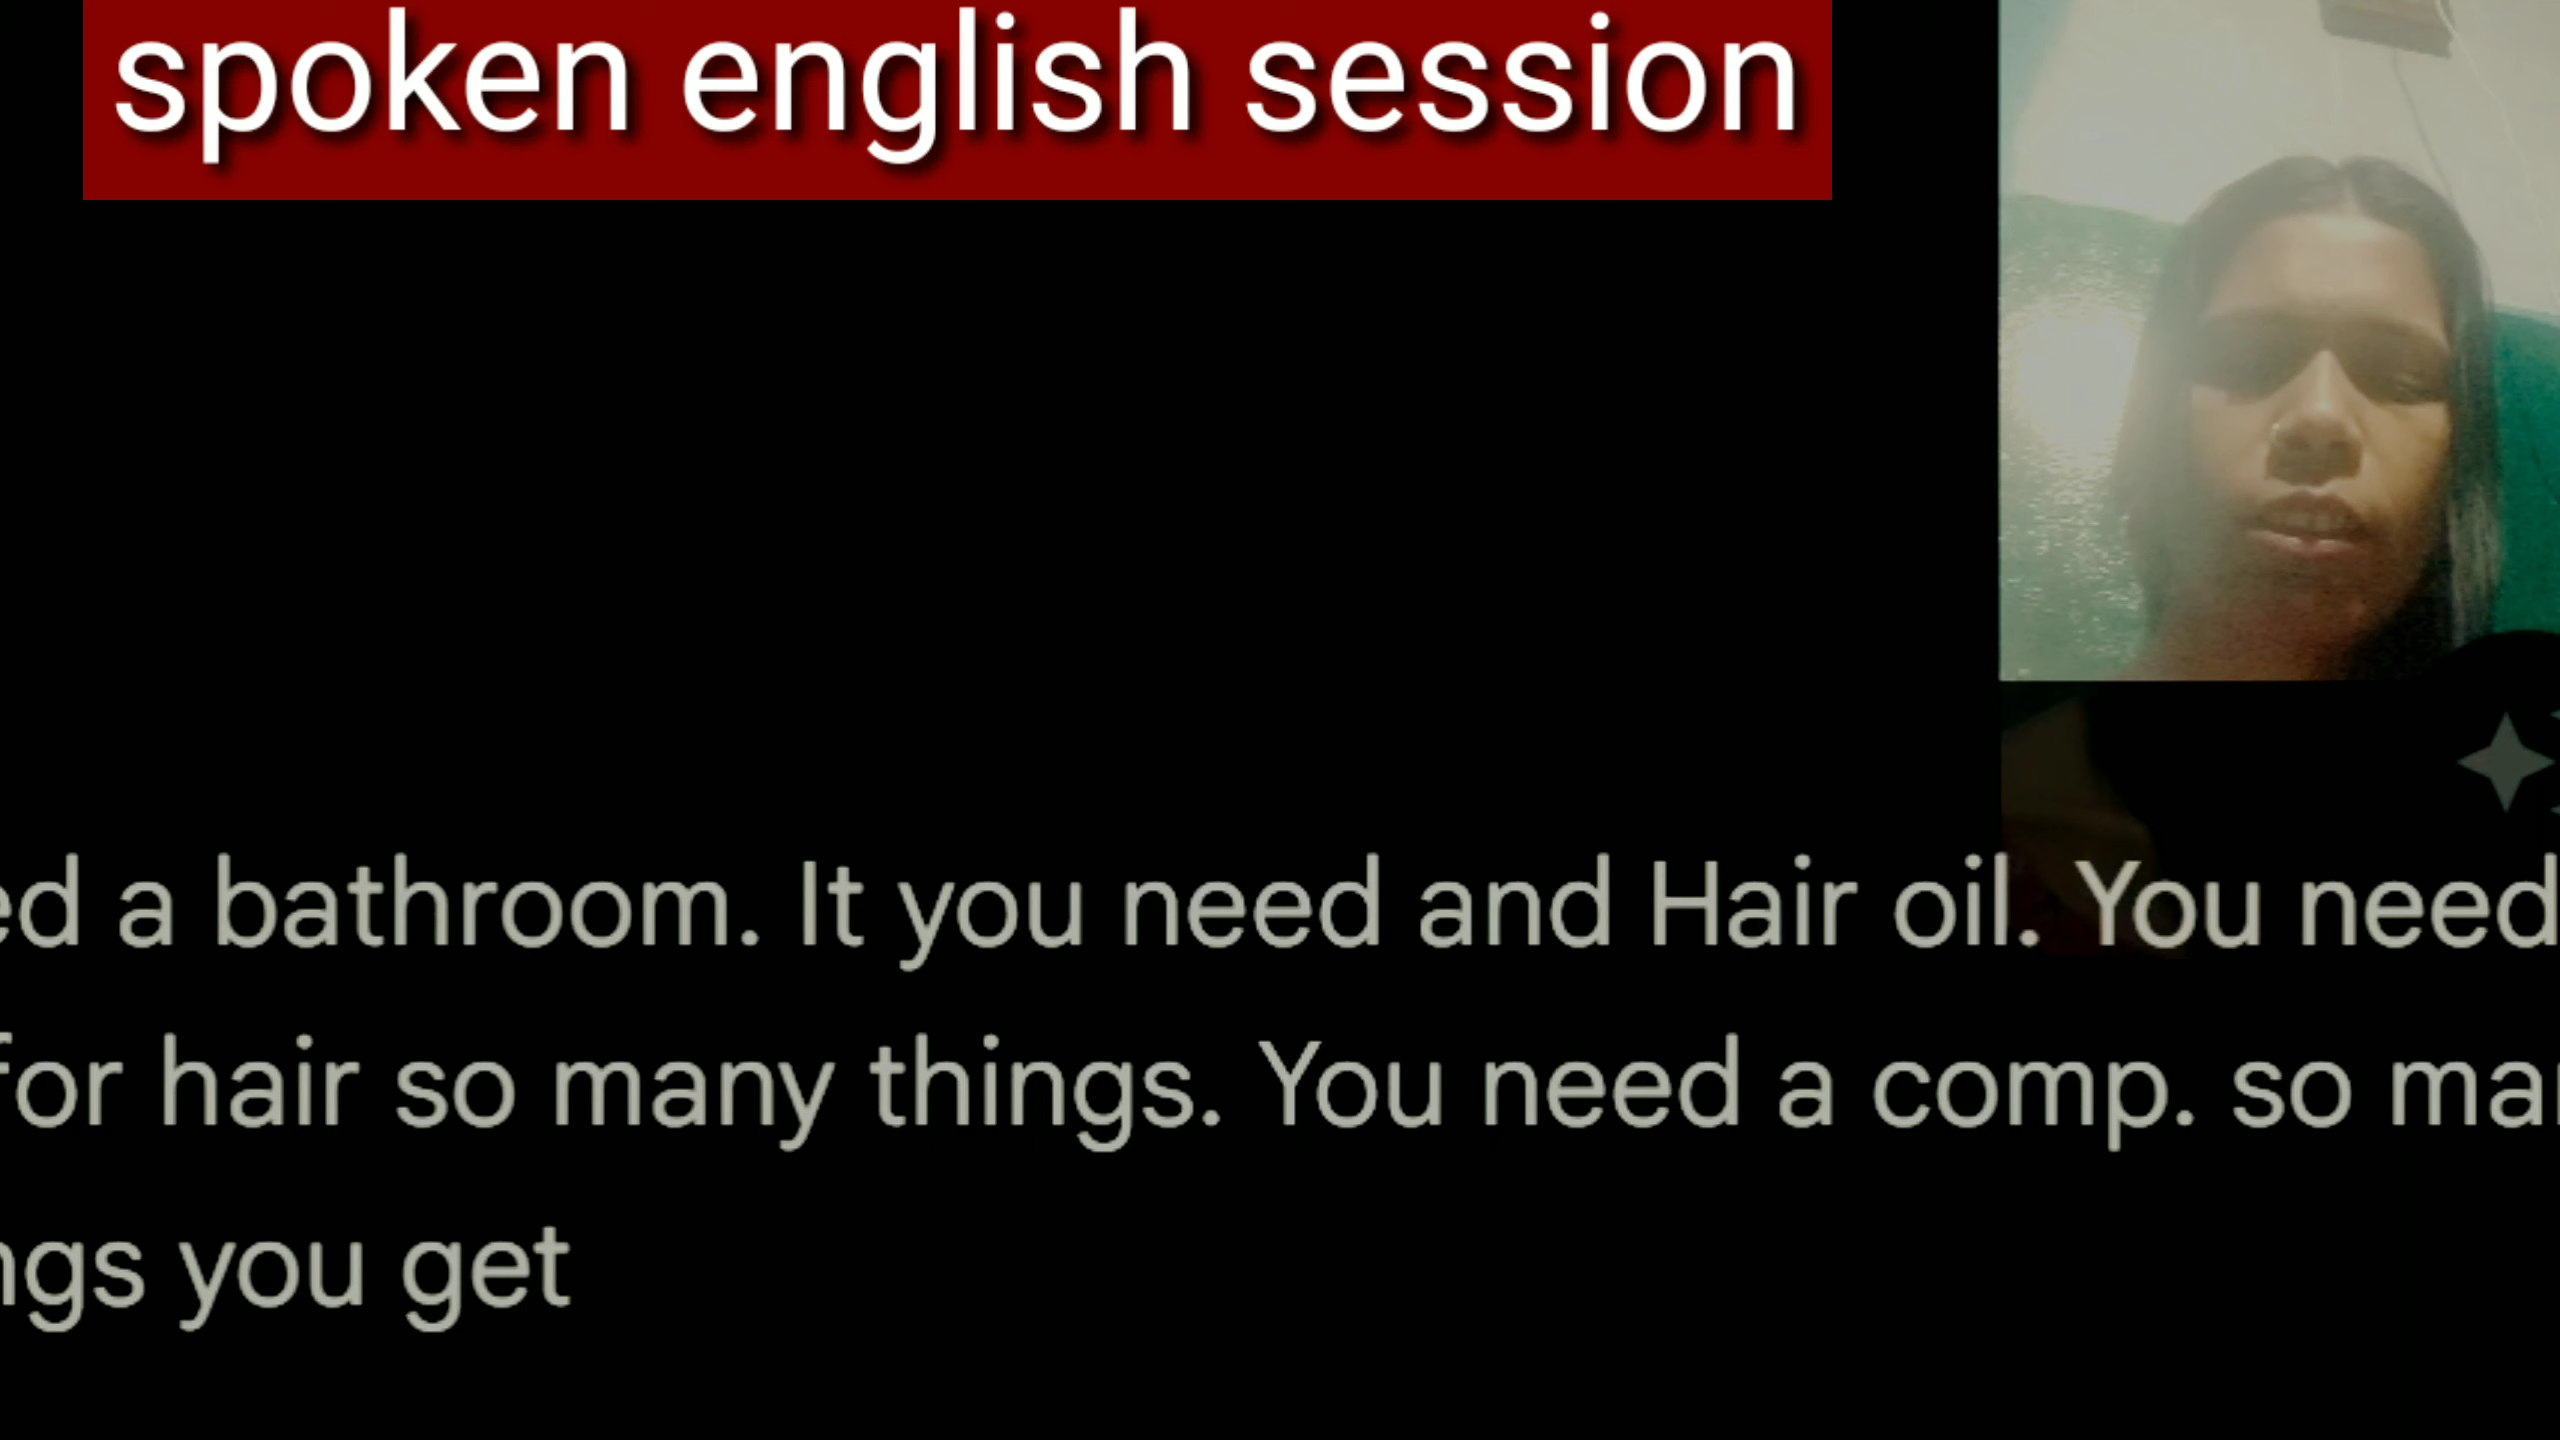 spoken english session
ed a bathroom. It you need and Hair oil. You need
for hair so many things. You need a comp. so
ngs you get